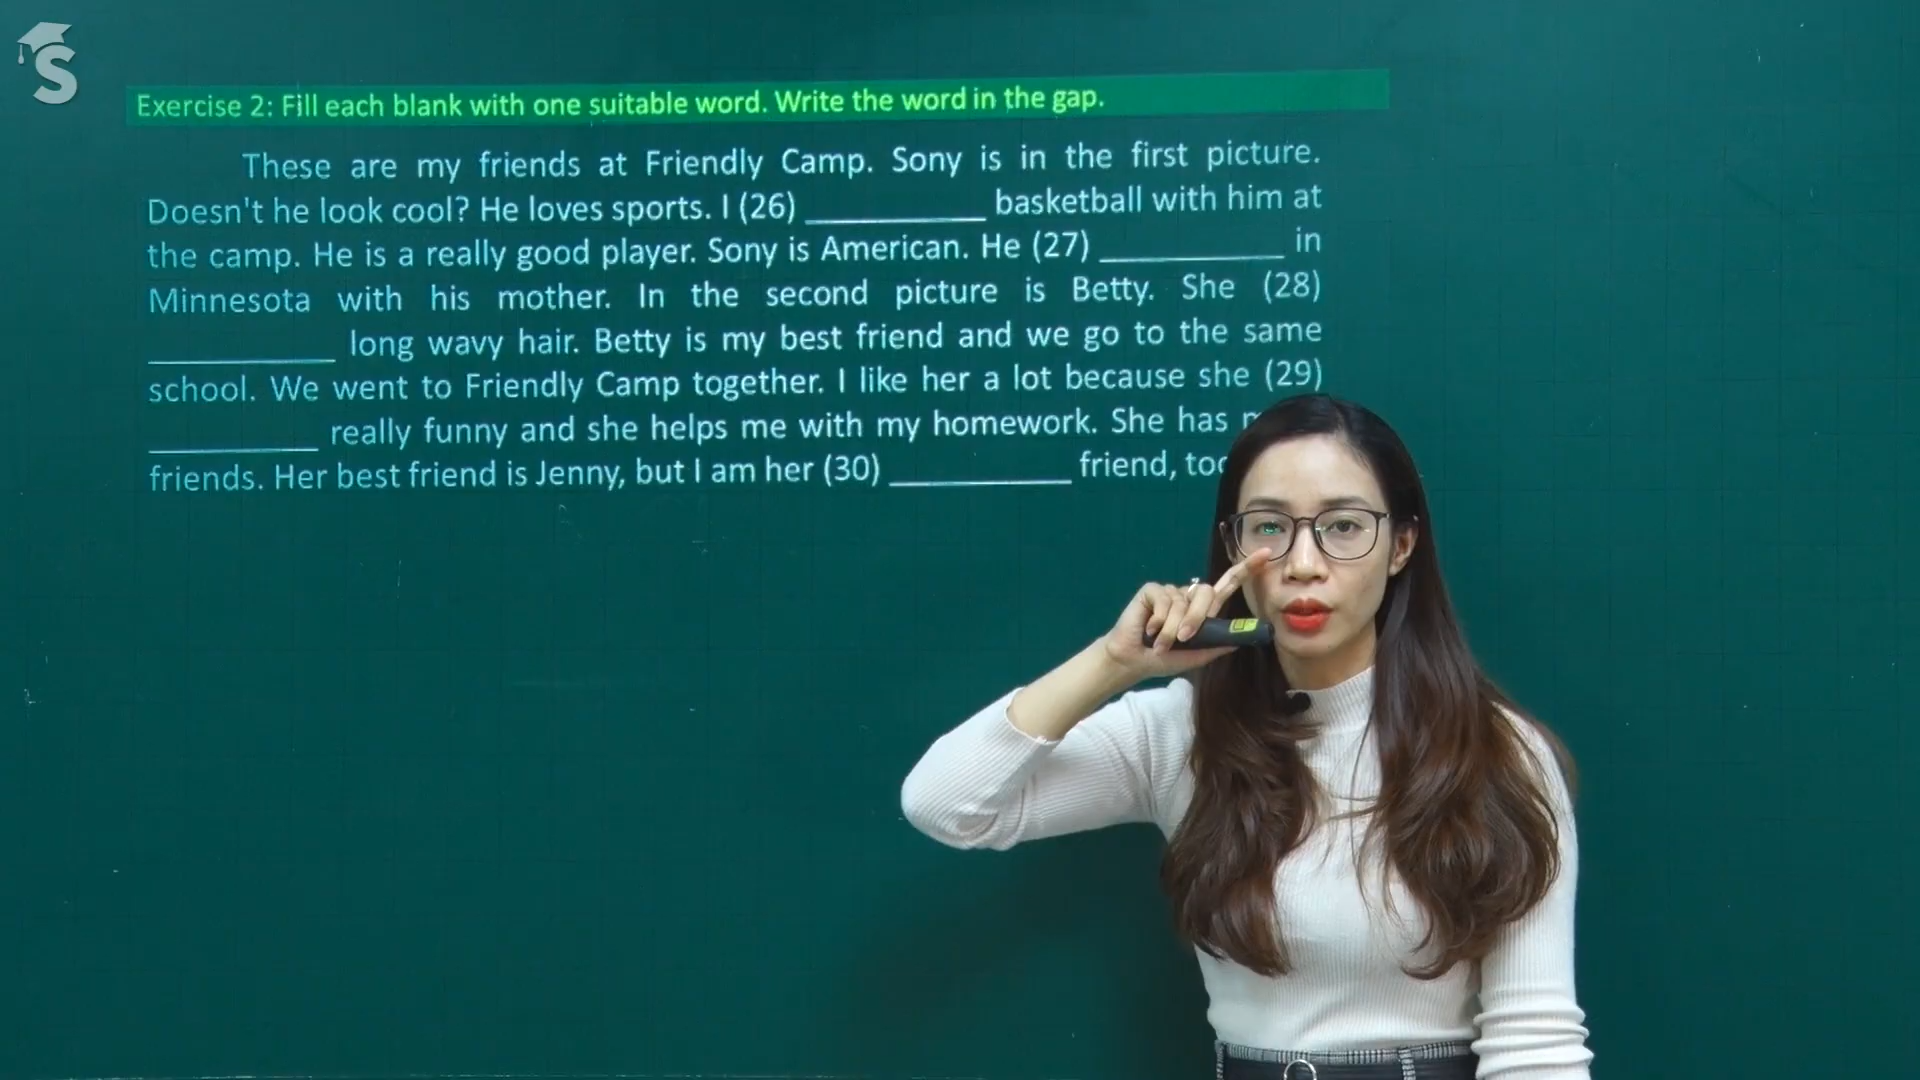 S
Exercise 2: Fill each blank with one suitable word. Write the word in the gap.
These are my friends at Friendly Camp. Sony is in the first picture.
Doesn't he look cool? He loves sports. I (26) __________ basketball with him at
the camp. He is a really good player. Sony is American. He (27) __________ in
Minnesota with his mother. In the second picture is Betty. She (28)
__________ long wavy hair. Betty is my best friend and we go to the same
school. We went to Friendly Camp together. I like her a lot because she (29)
__________ really funny and she helps me with my homework. She has
friends. Her best friend is Jenny, but I am her (30) __________ friend,